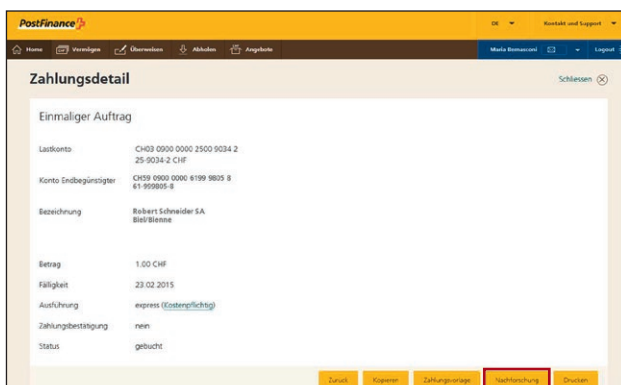 PostFinance
DE Kontakt und Support
Home Vermögen Überweisen Abholen Angebote Maria Bernasconi Logout
Zahlungsdetail Schliessen
Einmaliger Auftrag
Lastkonto CH03 0900 0000 2500 9034 2
25-9034-2 CHF
Konto Endbegünstigter CH59 0900 0000 6199 9805 8
61-999805-8
Bezeichnung Robert Schneider SA
Biel/Bienne
Betrag 1.00 CHF
Fälligkeit 23.02.2015
Ausführung express (Kostenpflichtig)
Zahlungsbestätigung nein
Status gebucht
Zurück Kopieren Zahlungsvorlage Nachforschung Drucken